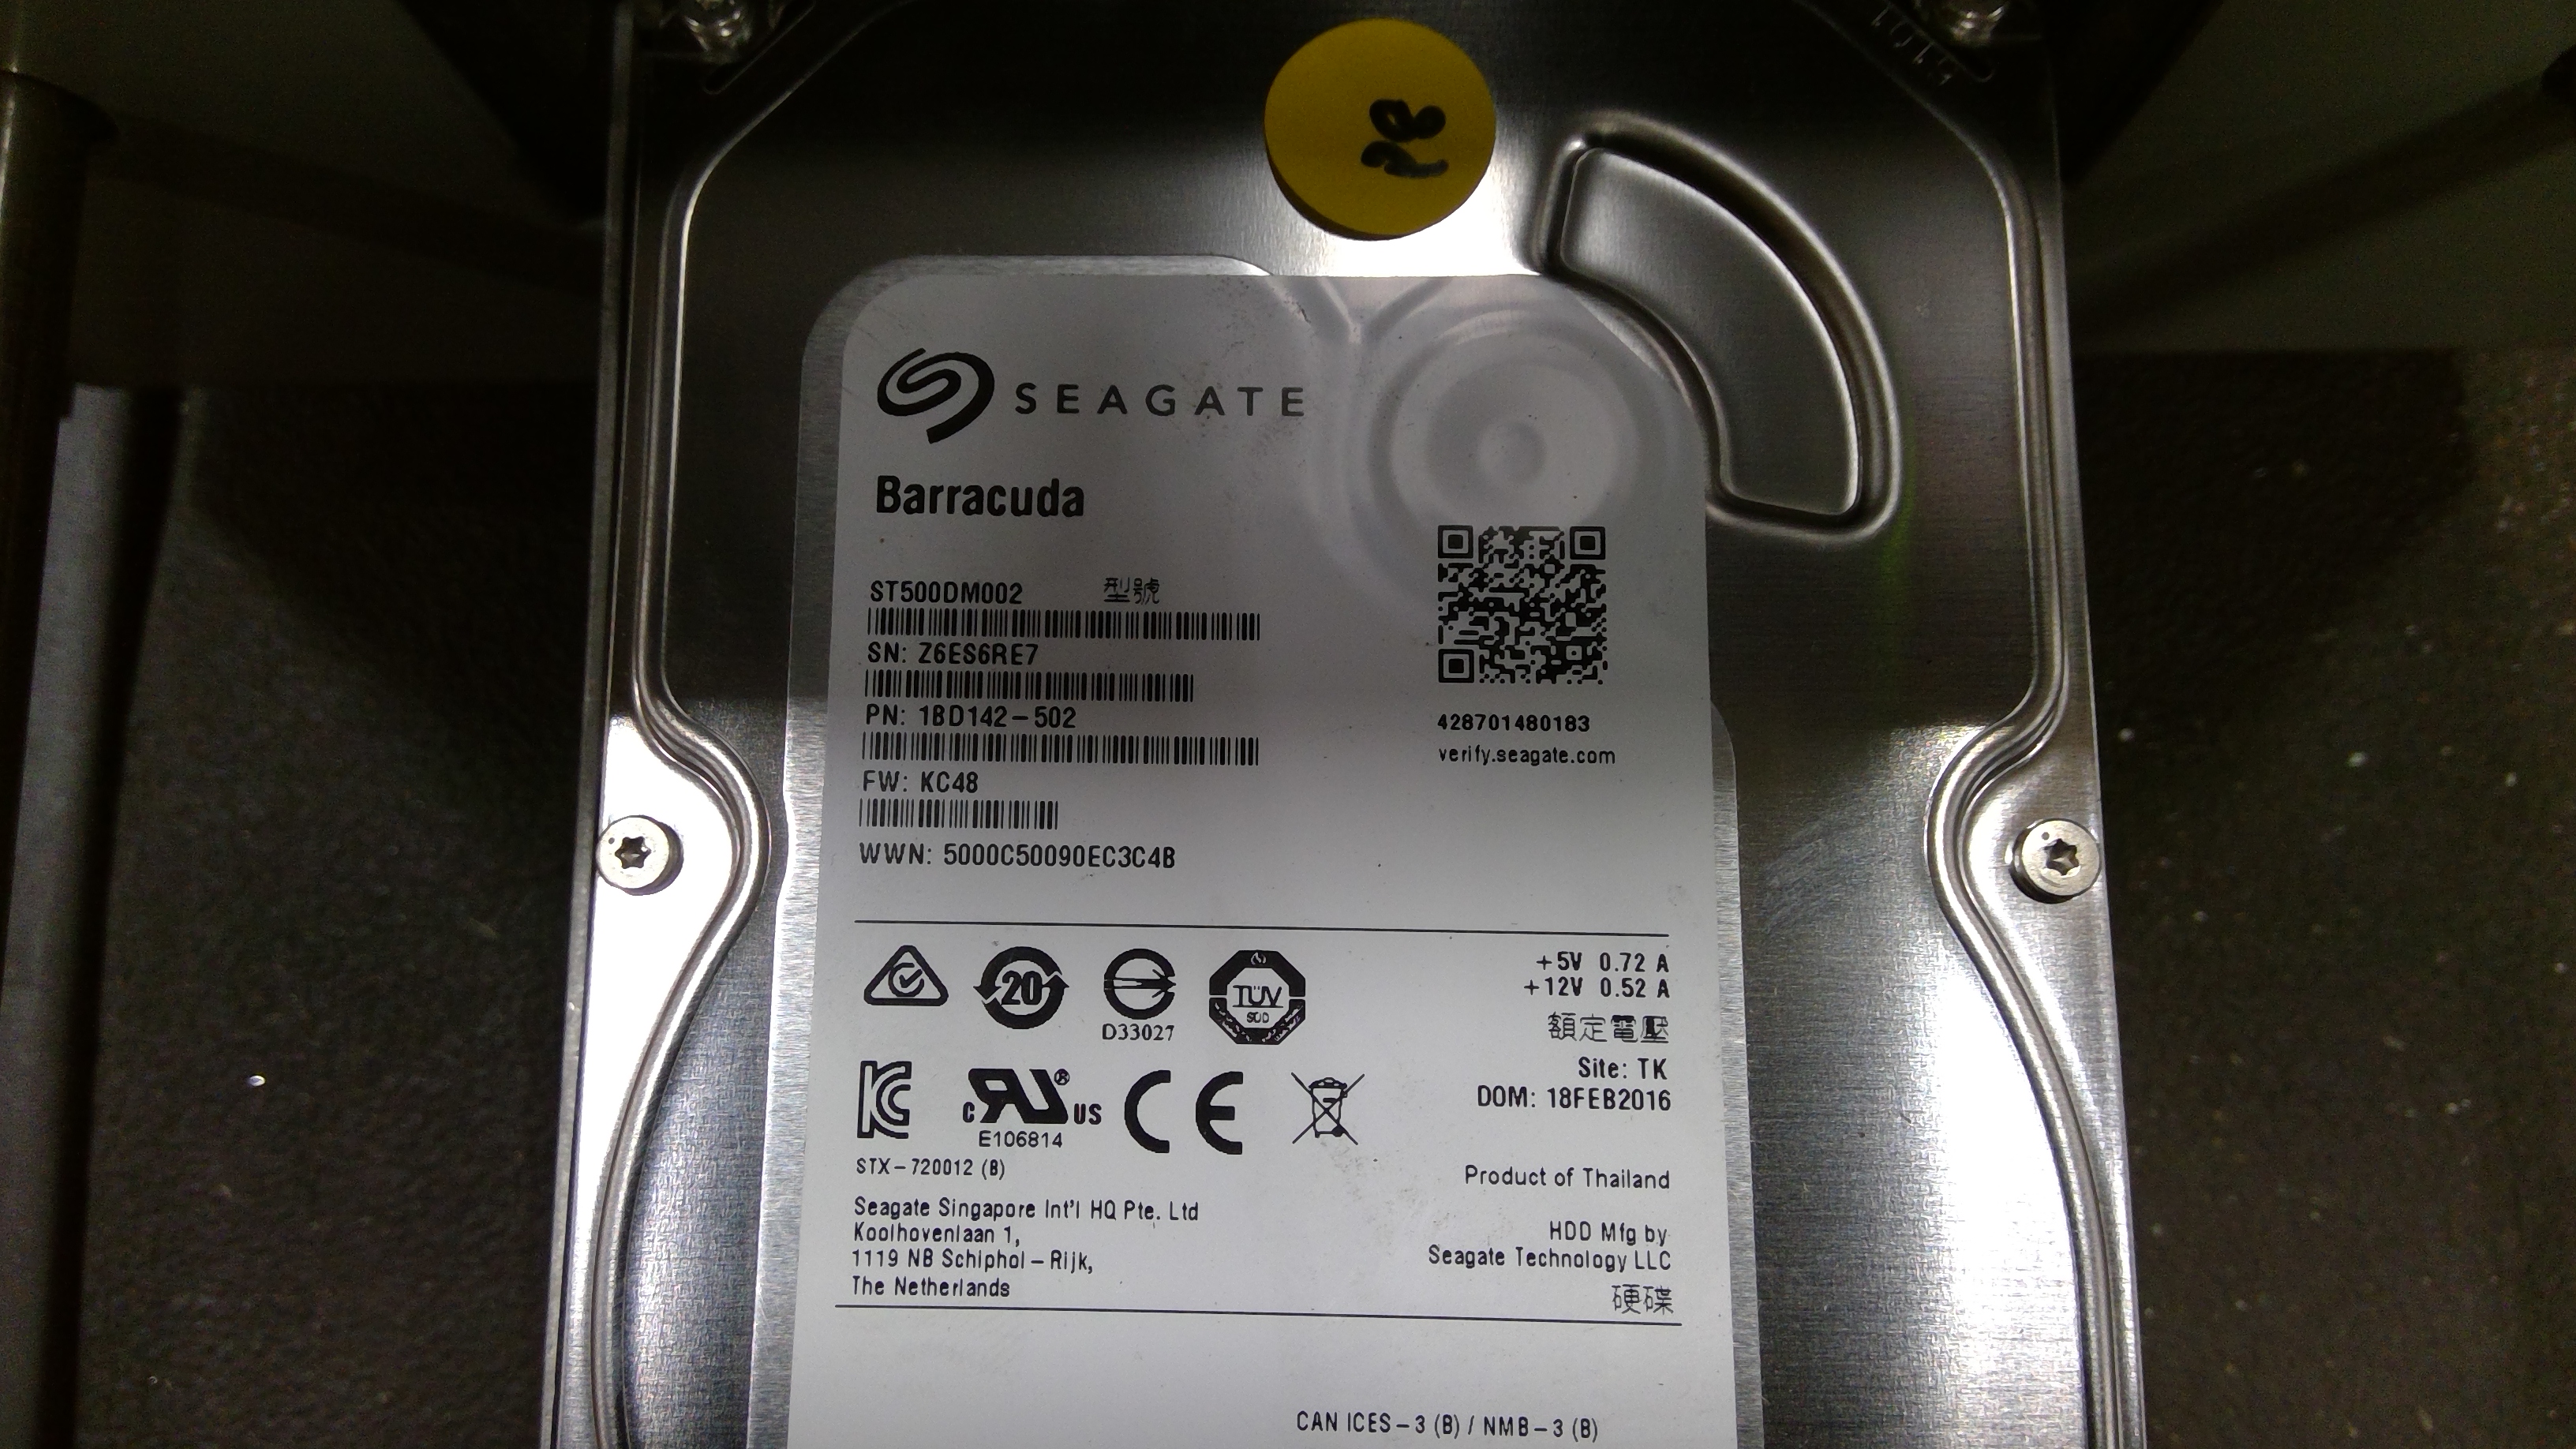 SEAGATE
Barracuda
ST500DM002 型號
SN: Z6ES6RE7
PN: 1BD142-502
FW: KC48
WWN: 5000C50090EC3C4B
428701480183
verify.seagate.com
20
D33027
TÜV
SÜD
+5V 0.72 A
+12V 0.52 A
額定電壓
Site: TK
DOM: 18FEB2016
c US
E106814
CE
STX-720012 (B)
Seagate Singapore Int'l HQ Pte. Ltd
Koolhovenlaan 1,
1119 NB Schiphol-Rijk,
The Netherlands
Product of Thailand
HDD Mfg by
Seagate Technology LLC
硬碟
CAN ICES-3 (B) / NMB-3 (B)